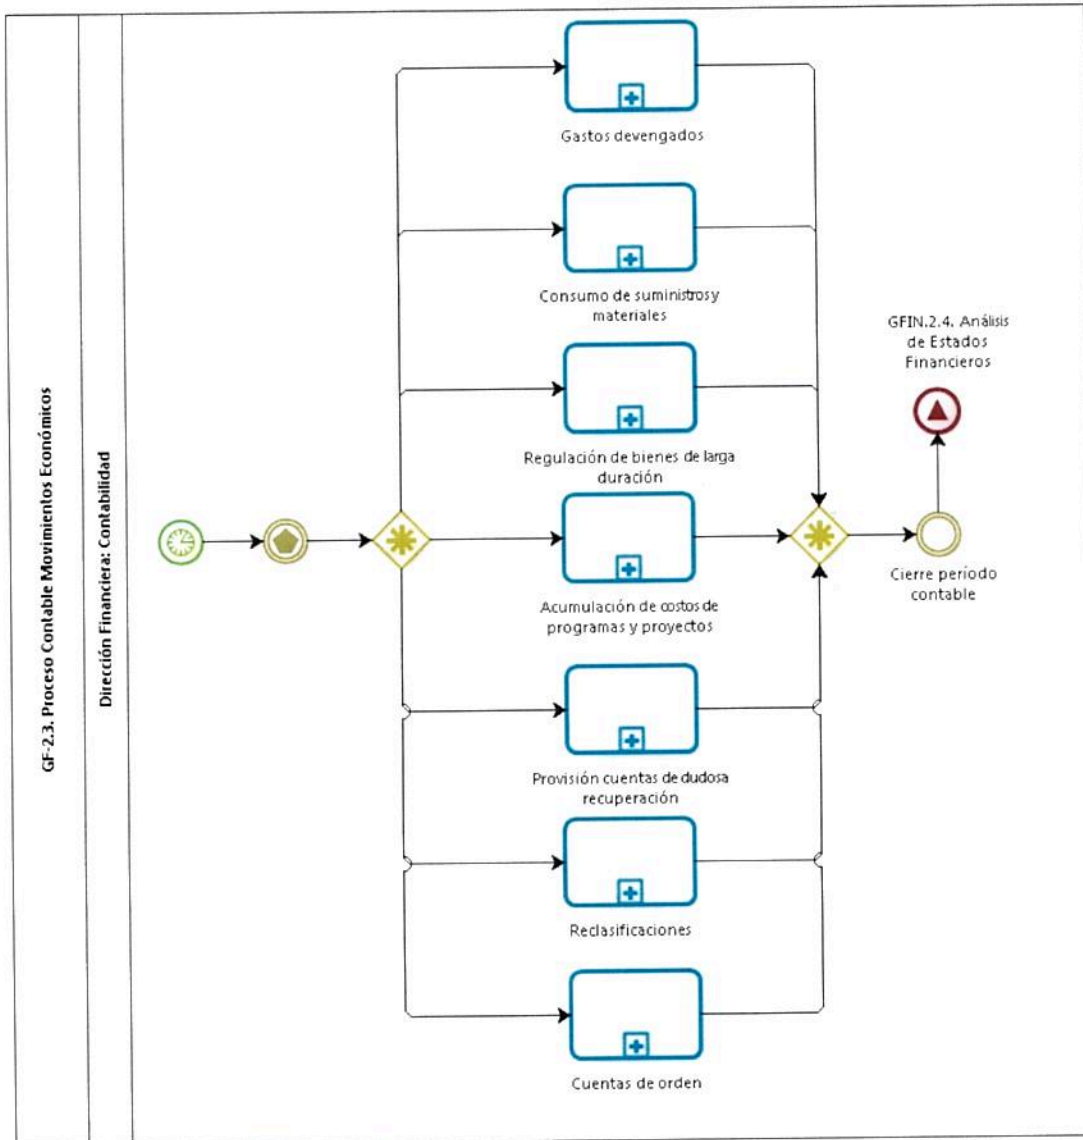 GF-2.3. Proceso Contable Movimientos Económicos
Dirección Financiera: Contabilidad
Gastos devengados
Consumo de suministros y
materiales
Regulación de bienes de larga
duración
Acumulación de costos de
programas y proyectos
Provisión cuentas de dudosa
recuperación
Reclasificaciones
Cuentas de orden
GFIN.2.4. Análisis
de Estados
Financieros
Cierre período
contable